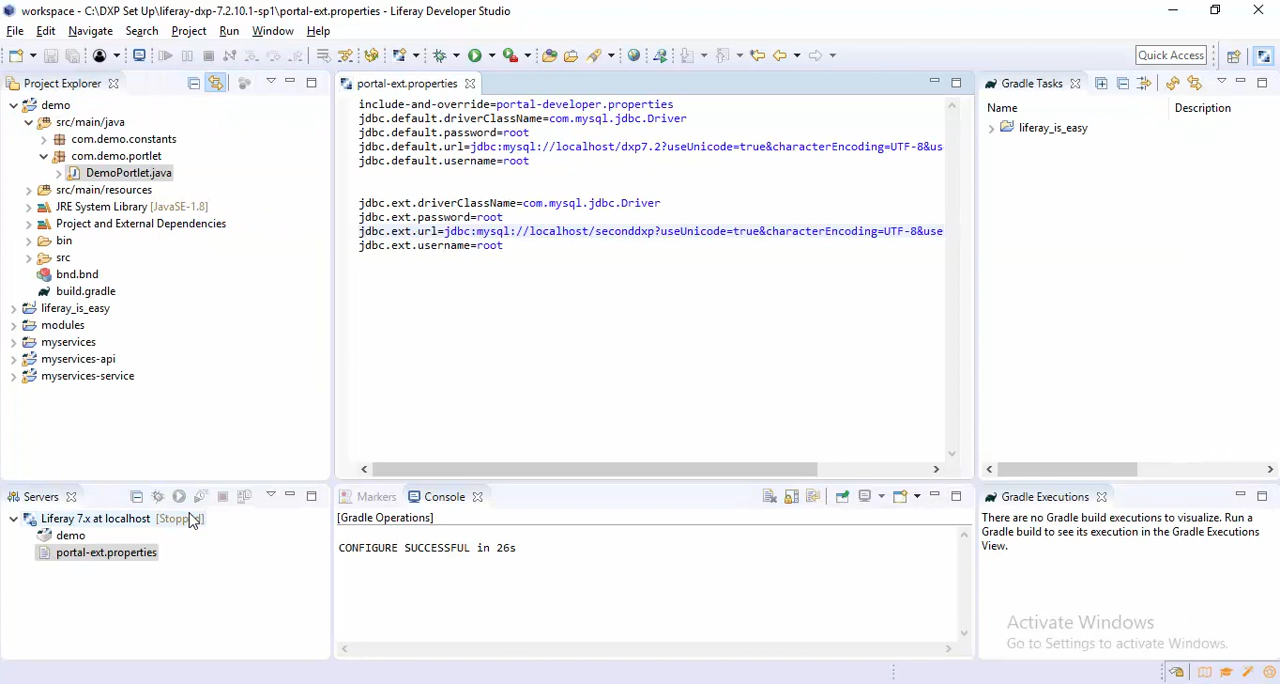 workspace - C:\DXP Set Up\liferay-dxp-7.2.10.1-sp1\portal-ext.properties - Liferay Developer Studio
File Edit Navigate Search Project Run Window Help
Quick Access
Project Explorer
demo
src/main/java
com.demo.constants
com.demo.portlet
DemoPortlet.java
src/main/resources
JRE System Library [JavaSE-1.8]
Project and External Dependencies
bin
src
bnd.bnd
build.gradle
liferay_is_easy
modules
myservices
myservices-api
myservices-service
portal-ext.properties
include-and-override=portal-developer.properties
jdbc.default.driverClassName=com.mysql.jdbc.Driver
jdbc.default.password=root
jdbc.default.url=jdbc:mysql://localhost/dxp7.2?useUnicode=true&characterEncoding=UTF-8&us
jdbc.default.username=root
jdbc.ext.driverClassName=com.mysql.jdbc.Driver
jdbc.ext.password=root
jdbc.ext.url=jdbc:mysql://localhost/seconddxp?useUnicode=true&characterEncoding=UTF-8&use
jdbc.ext.username=root
Gradle Tasks
Name Description
liferay_is_easy
Servers
Liferay 7.x at localhost
demo
portal-ext.properties
Markers Console
[Gradle Operations]
CONFIGURE SUCCESSFUL in 26s
Gradle Executions
There are no Gradle build executions to visualize. Run a
Gradle build to see its execution in the Gradle Executions
View.
Activate Windows
Go to Settings to activate Windows.